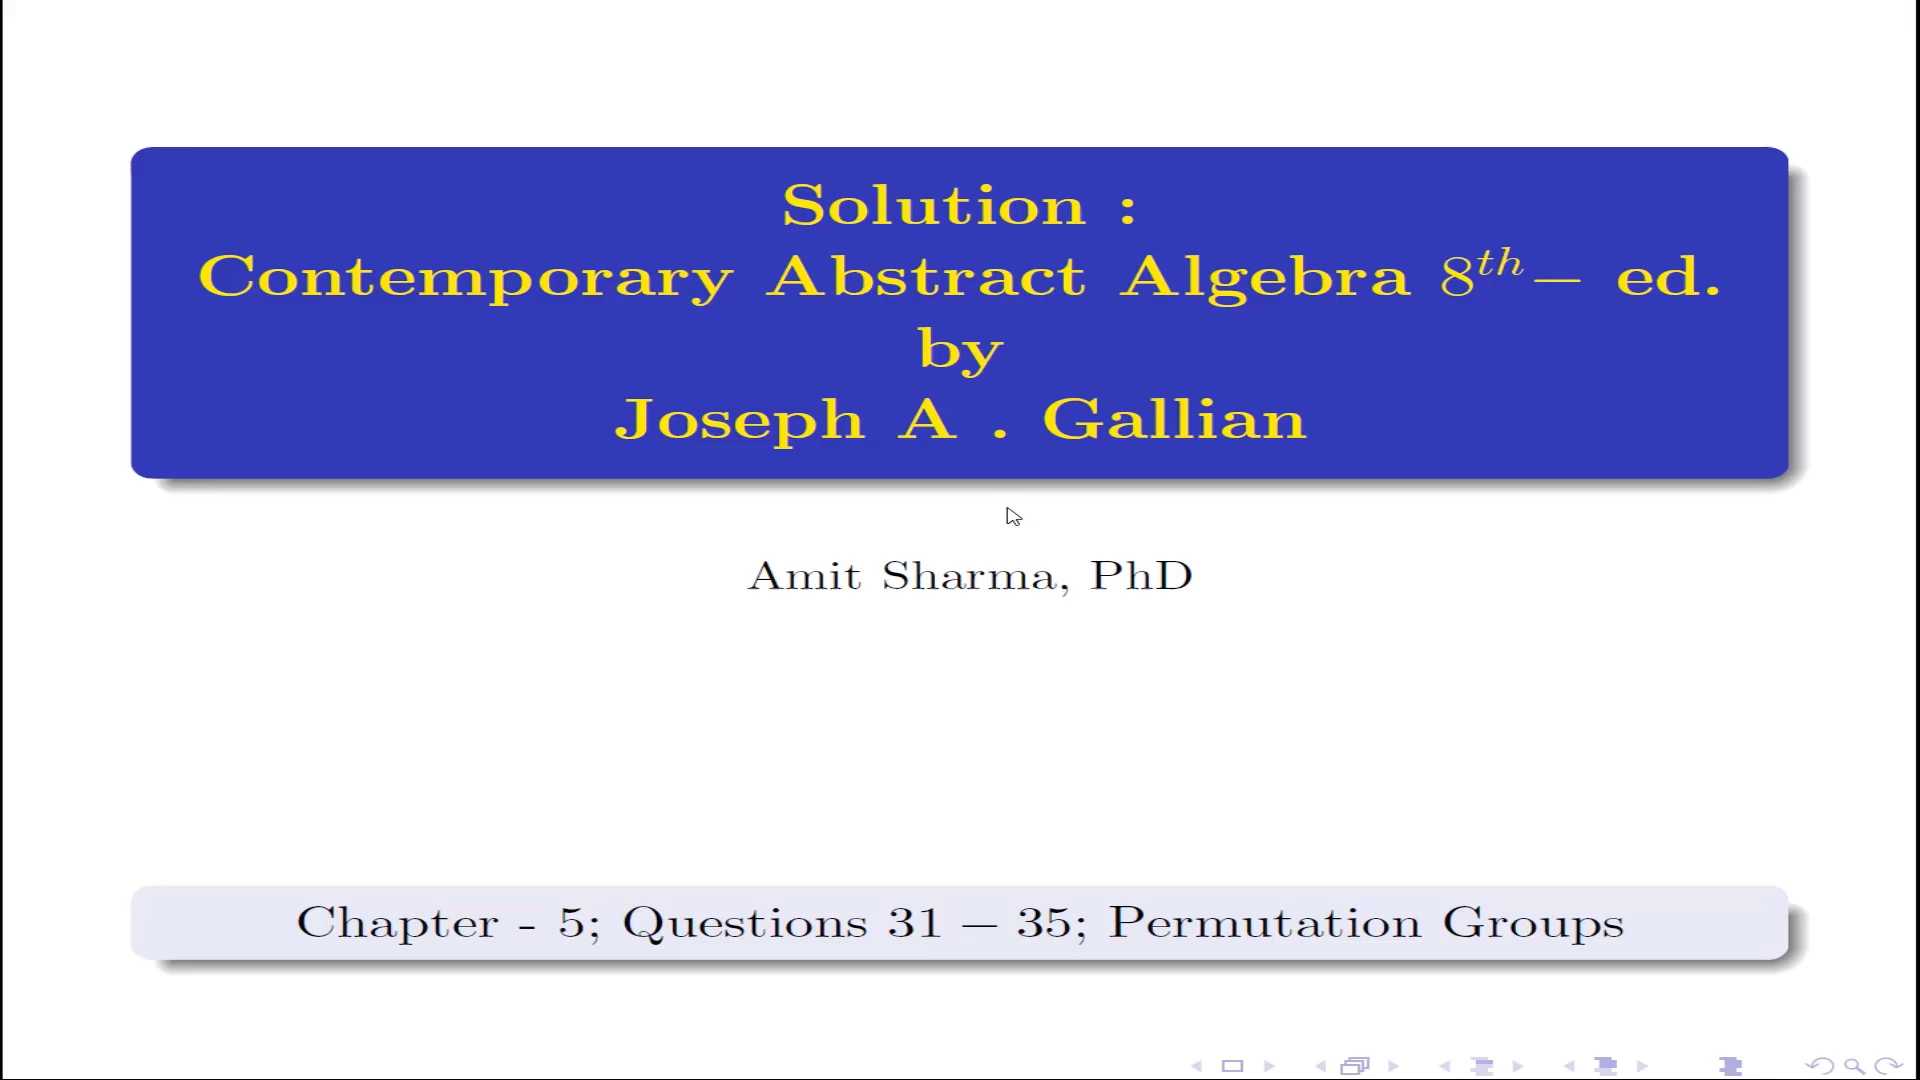 Solution :
Contemporary Abstract Algebra 8th− ed.
by
Joseph A . Gallian
Amit Sharma, PhD
Chapter - 5; Questions 31 − 35; Permutation Groups